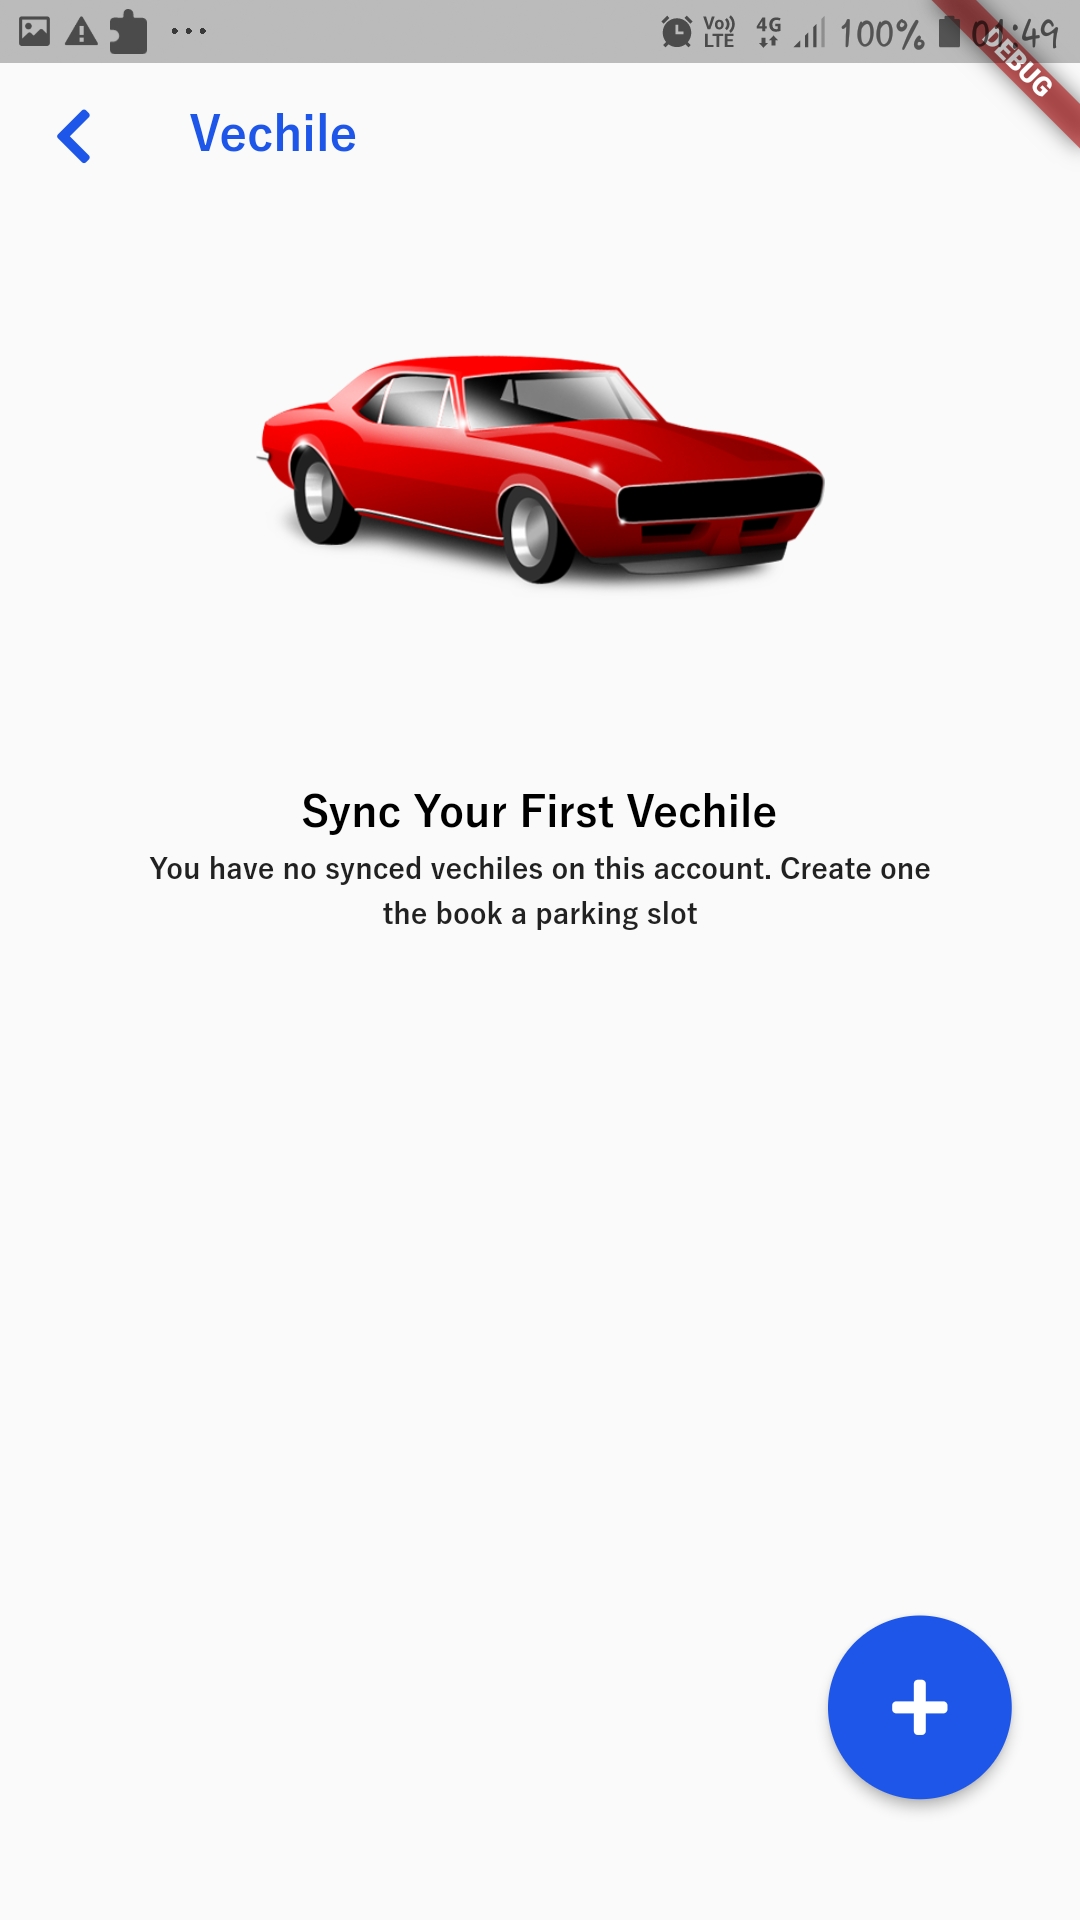 Vo)) LTE 4G 100% 01:49
DEBUG
Vechile
Sync Your First Vechile
You have no synced vechiles on this account. Create one
the book a parking slot